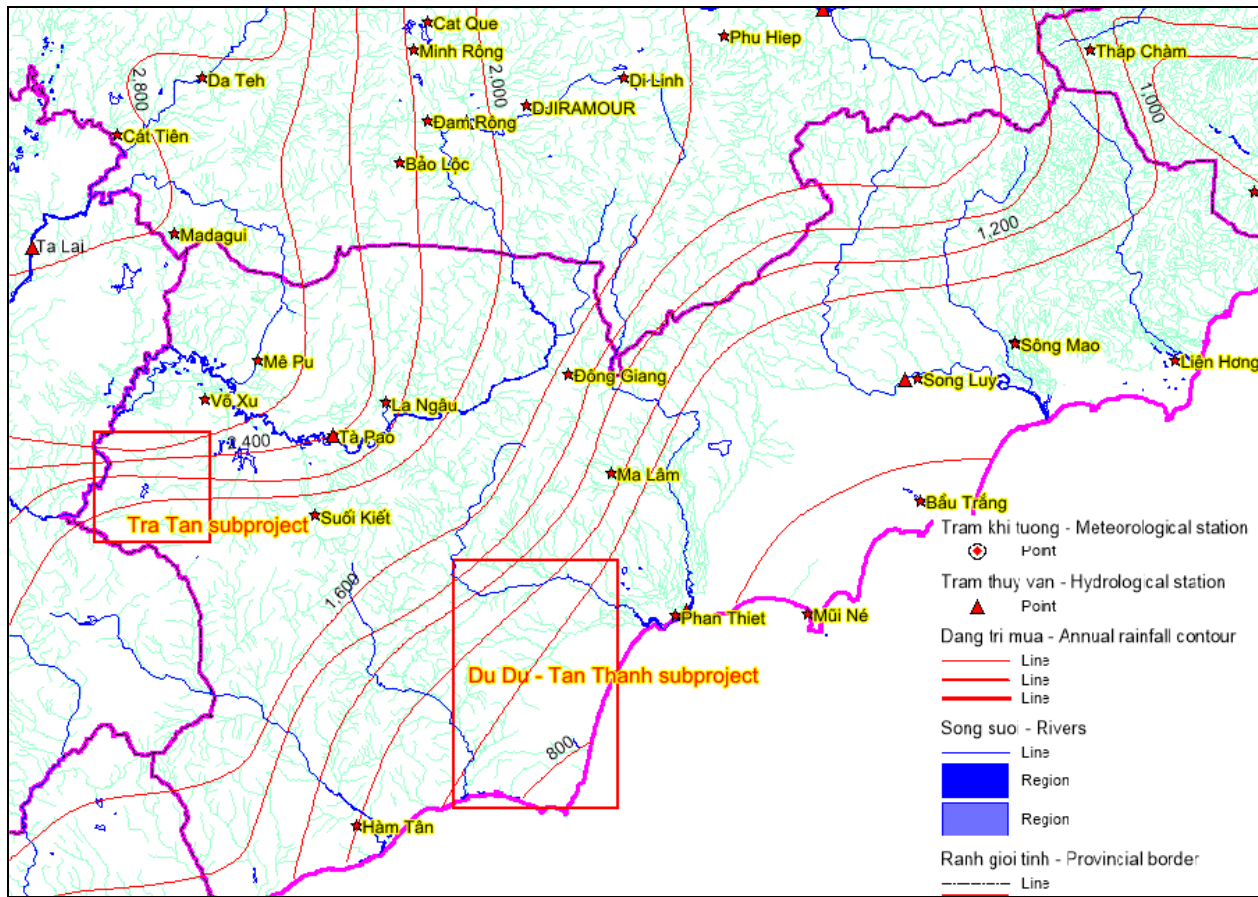 Cat Que
Minh Rông
Phu Hiep
Tháp Chàm
2,800
Da Teh
2,000
Di Linh
DJIRAMOUR
1,000
Cát Tiên
Đam Rông
Bảo Lộc
Ta Lai
Madagui
1,200
Mê Pu
Sông Mao
Liên Hơng
Đông Giang
Song Luy
Võ Xu
La Ngâu
2,400
Tà Pao
Ma Lâm
Bầu Trắng
Tra Tan subproject
Suối Kiết
1,600
Phan Thiet
Mũi Né
Du Du - Tan Thanh subproject
800
Hàm Tân
Tram khi tuong - Meteorological station
Point
Tram thuy van - Hydrological station
Point
Dang tri mua - Annual rainfall contour
Line
Line
Line
Song suoi - Rivers
Line
Region
Region
Ranh gioi tinh - Provincial border
Line